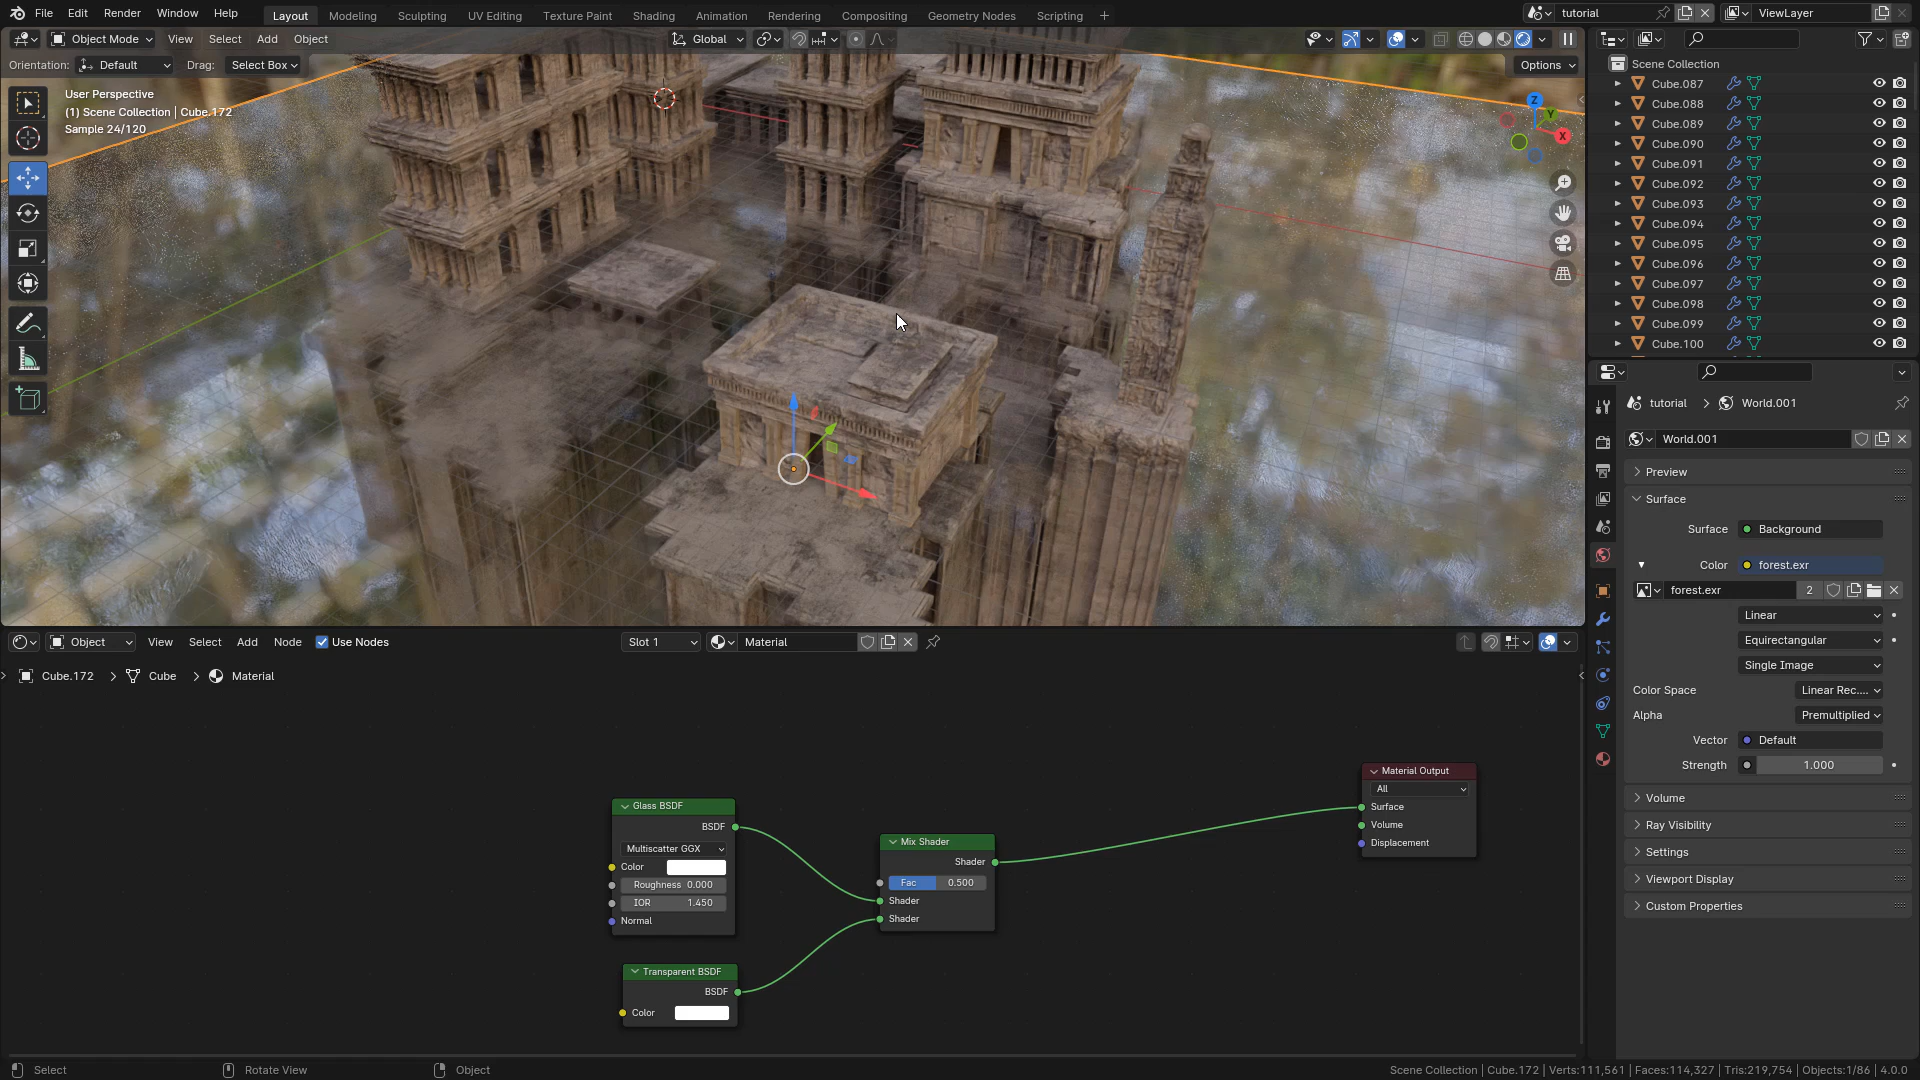 File Edit Render Window Help Layout Modeling Sculpting UV Editing Texture Paint Shading Animation Rendering Compositing Geometry Nodes Scripting + tutorial ViewLayer
Object Mode View Select Add Object Global
Orientation: Default Drag: Select Box Options
User Perspective
(1) Scene Collection | Cube.172
Sample 24/120
Z
Y
X
Scene Collection
Cube.087
Cube.088
Cube.089
Cube.090
Cube.091
Cube.092
Cube.093
Cube.094
Cube.095
Cube.096
Cube.097
Cube.098
Cube.099
Cube.100
tutorial > World.001
World.001
Preview
Surface
Surface Background
Color forest.exr
forest.exr 2
Linear
Equirectangular
Single Image
Color Space Linear Rec....
Alpha Premultiplied
Vector Default
Strength 1.000
Volume
Ray Visibility
Settings
Viewport Display
Custom Properties
Object View Select Add Node Use Nodes Slot 1 Material
Cube.172 > Cube > Material
Glass BSDF
BSDF
Multiscatter GGX
Color
Roughness 0.000
IOR 1.450
Normal
Transparent BSDF
BSDF
Color
Mix Shader
Shader
Fac 0.500
Shader
Shader
Material Output
All
Surface
Volume
Displacement
Select Rotate View Object Scene Collection | Cube.172 | Verts:111,561 | Faces:114,327 | Tris:219,754 | Objects:1/86 | 4.0.0